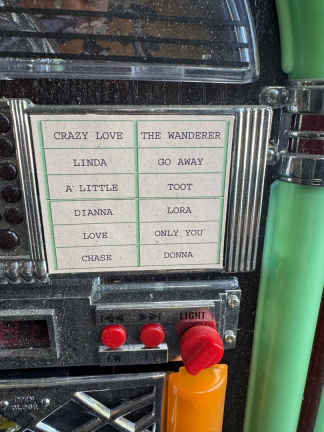 CRAZY LOVE THE WANDERER
LINDA GO AWAY
A LITTLE TOOT
DIANNA LORA
LOVE ONLY YOU
CHASE DONNA
LIGHT